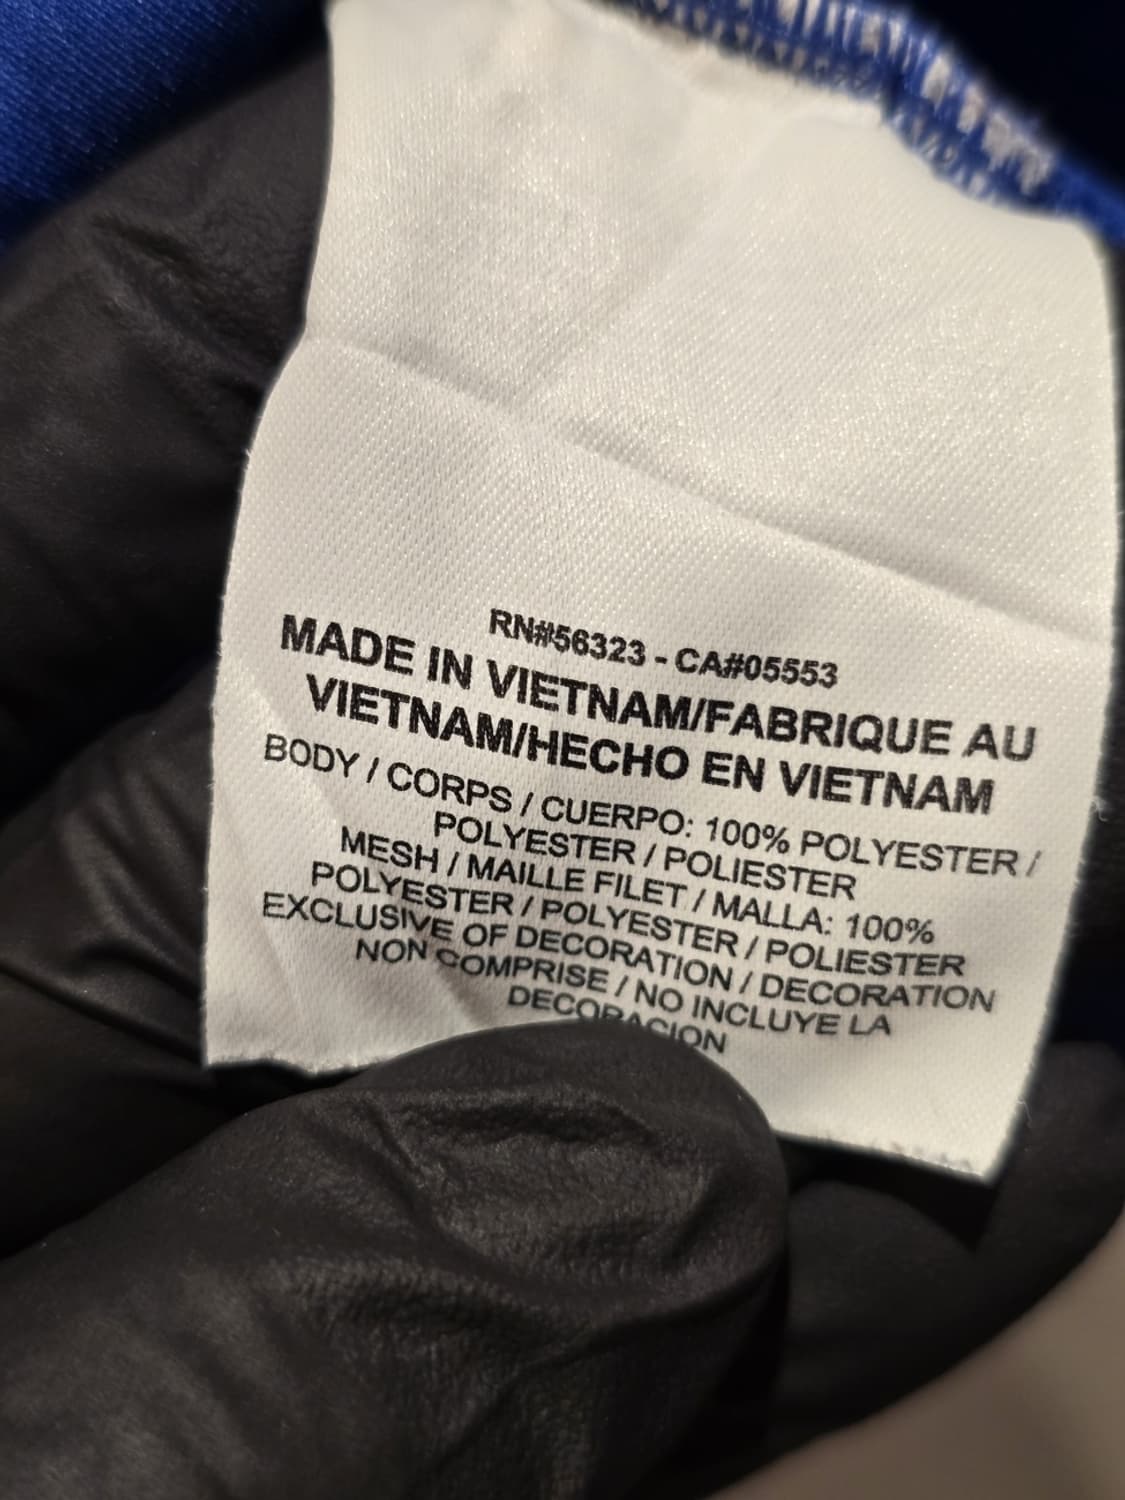 RN#56323 - CA#05553
MADE IN VIETNAM/FABRIQUE AU
VIETNAM/HECHO EN VIETNAM
BODY / CORPS / CUERPO: 100% POLYESTER /
POLYESTER / POLIESTER
MESH / MAILLE FILET / MALLA: 100%
POLYESTER / POLYESTER / POLIESTER
EXCLUSIVE OF DECORATION / DECORATION
NON COMPRISE / NO INCLUYE LA
DECORACION